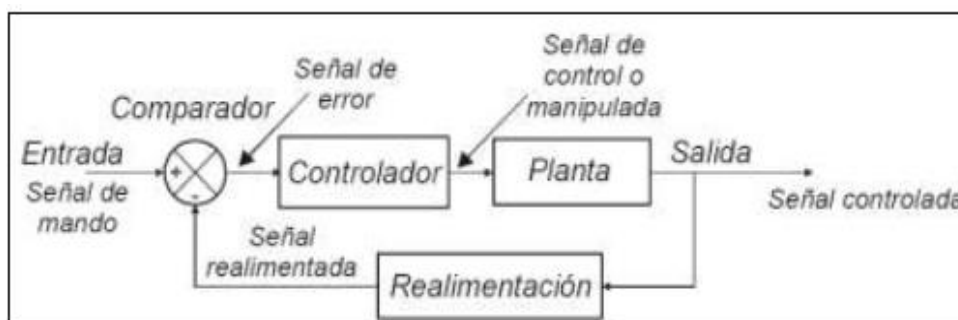 Señal de
error
Señal de
control o
manipulada
Comparador
Entrada
+
-
Controlador
Planta
Salida
Señal de
mando
Señal controlada
Señal
realimentada
Realimentación